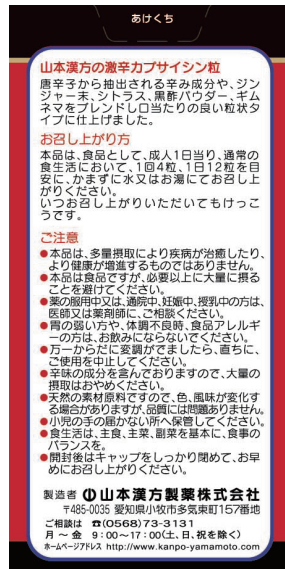 あけくち
山本漢方の激辛カプサイシン粒
唐辛子から抽出される辛み成分や、ジン
ジャー末、シトラス、黒酢パウダー、ギム
ネマをブレンドし口当たりの良い粒状タ
イプに仕上げました。
お召し上がり方
本品は、食品として、成人1日当り、通常の
食生活において、1回4粒、1日12粒を目
安に、かまずに水又はお湯にてお召し上
がりください。
いつお召し上がりいただいてもけっこ
うです。
ご注意
●本品は、多量摂取により疾病が治癒したり、
より健康が増進するものではありません。
●本品は食品ですが、必要以上に大量に摂る
ことを避けてください。
●薬の服用中又は、通院中、妊娠中、授乳中の方は、
医師又は薬剤師に、ご相談ください。
●胃の弱い方や、体調不良時、食品アレルギ
ーの方は、お飲みにならないでください。
●万一からだに変調がでましたら、直ちに、
ご使用を中止してください。
●辛味の成分を含んでおりますので、大量の
摂取はおやめください。
●天然の素材原料ですので、色、風味が変化す
る場合がありますが、品質には問題ありません。
●小児の手の届かない所へ保管してください。
●食生活は、主食、主菜、副菜を基本に、食事の
バランスを。
●開封後はキャップをしっかり閉めて、お早
めにお召し上がりください。
製造者 山本漢方製薬株式会社
〒485-0035 愛知県小牧市多気東町157番地
ご相談は ☎(0568)73-3131
月〜金 9:00〜17:00(土、日、祝を除く)
ホームページアドレス http://www.kanpo-yamamoto.com